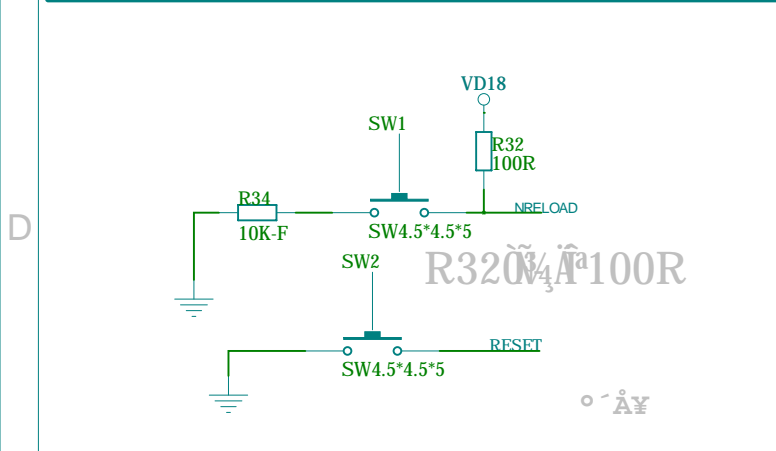 VD18
SW1
R32
100R
R34
NRELOAD
10K-F
SW4.5*4.5*5
D
SW2
100R
RESET
SW4.5*4.5*5
° ´Å¥